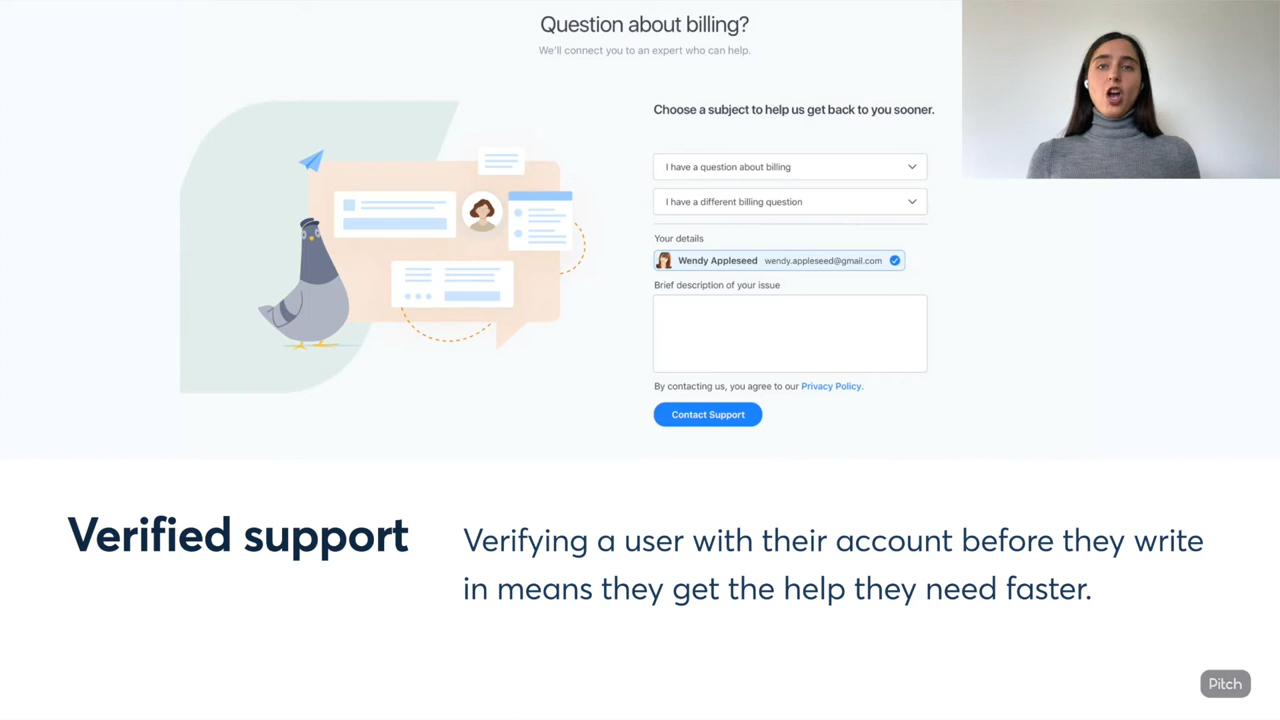 Question about billing?
We'll connect you to an expert who can help.
Choose a subject to help us get back to you sooner.
I have a question about billing
I have a different billing question
Your details
Wendy Appleseed wendy.appleseed@gmail.com
Brief description of your issue
By contacting us, you agree to our Privacy Policy.
Contact Support
Verified support
Verifying a user with their account before they write
in means they get the help they need faster.
Pitch